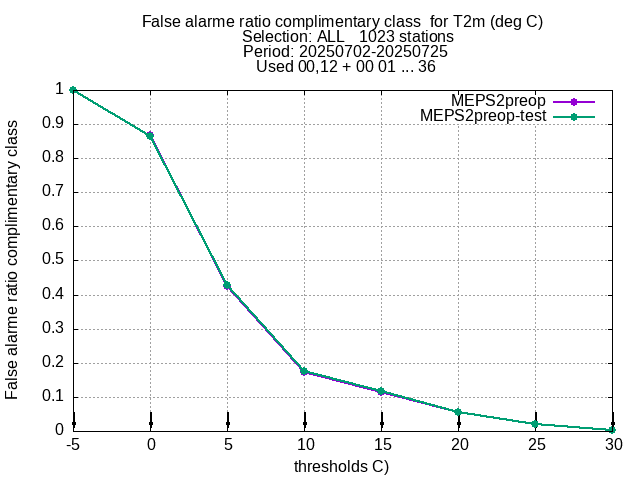 False alarme ratio complimentary class  for T2m (deg C)
Selection: ALL   1023 stations
Period: 20250702-20250725
Used 00,12 + 00 01 ... 36
MEPS2preop
MEPS2preop-test
False alarme ratio complimentary class
1
0.9
0.8
0.7
0.6
0.5
0.4
0.3
0.2
0.1
0
-5 0 5 10 15 20 25 30
thresholds C)